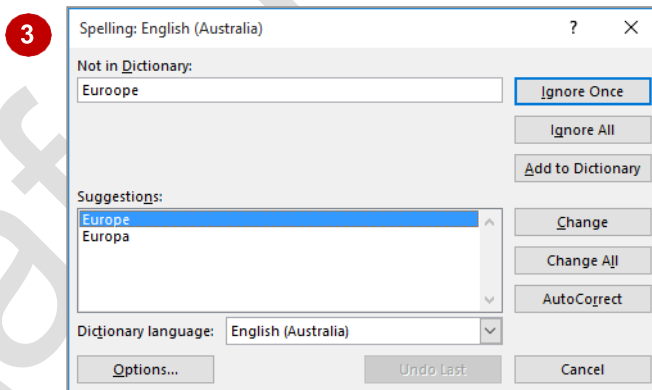 3
Spelling: English (Australia) ?
Not in Dictionary:
Euroope
Ignore Once
Ignore All
Add to Dictionary
Suggestions:
Europe
Europa
Change
Change All
AutoCorrect
Dictionary language: English (Australia)
Options... Undo Last Cancel